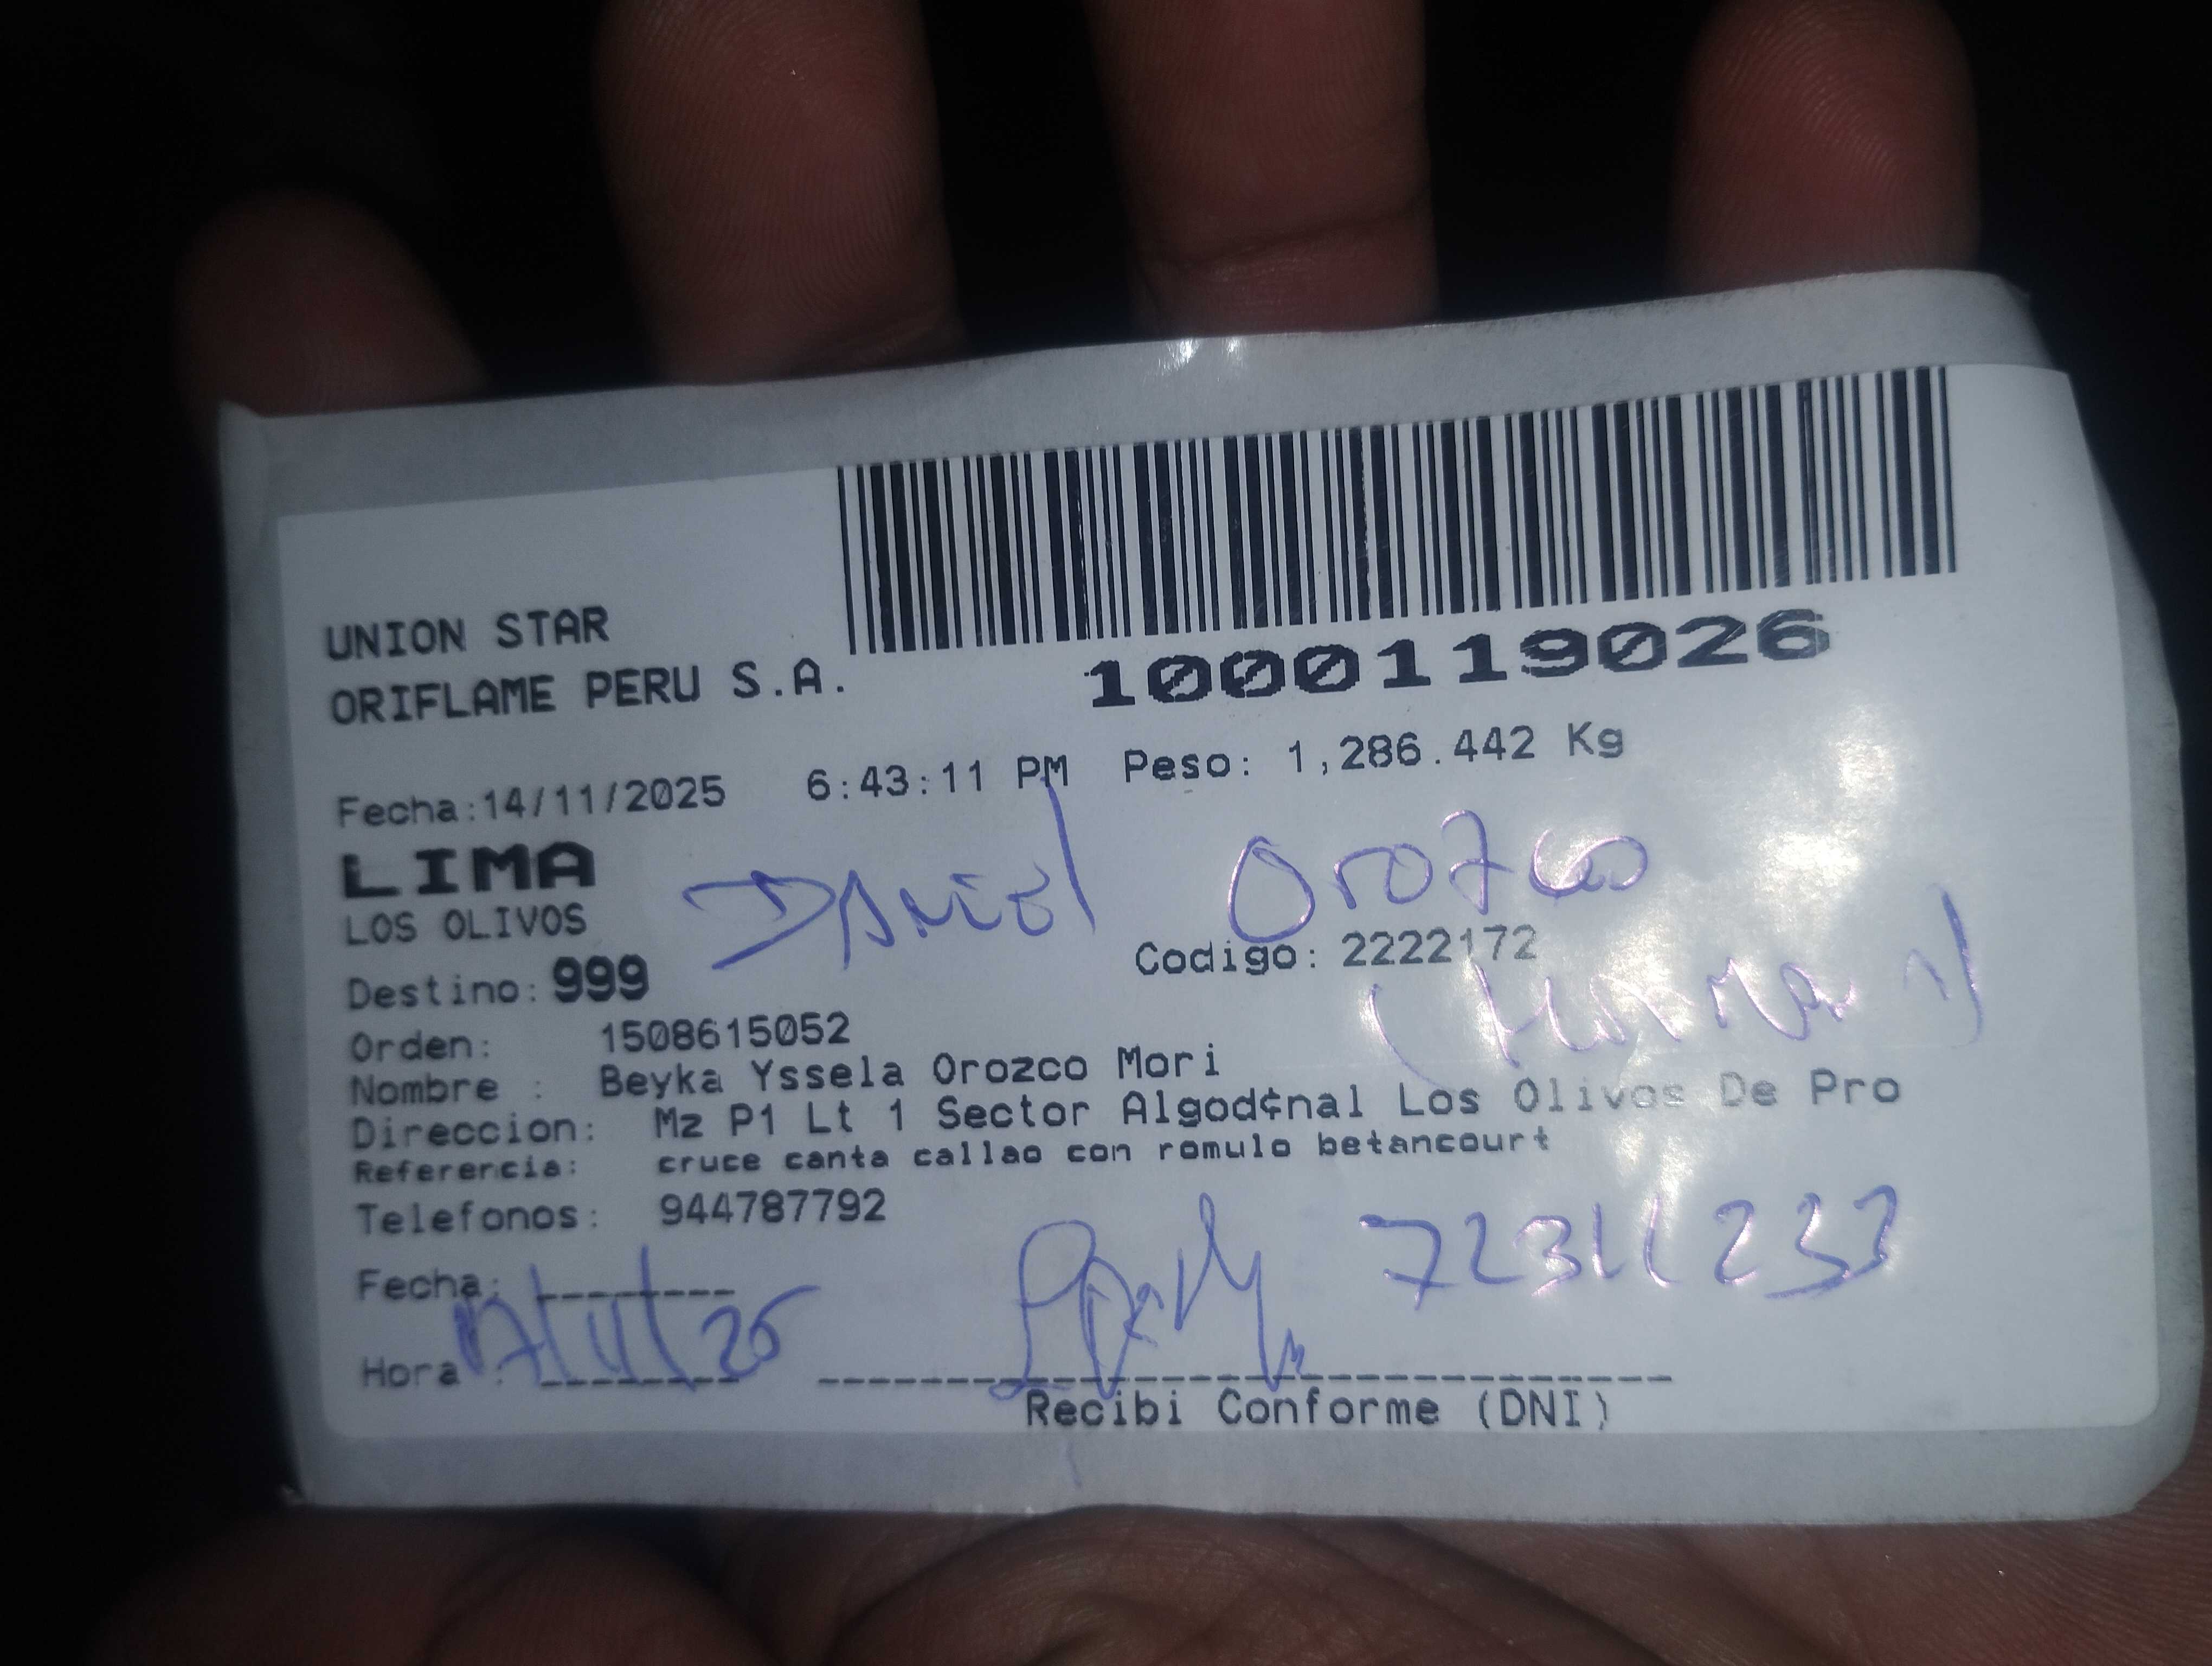 UNION STAR
ORIFLAME PERU S.A.
1000119026
Fecha:14/11/2025 6:43:11 PM Peso: 1,286.442 Kg
LIMA
DANIEL Orozco
LOS OLIVOS
Codigo: 2222172
Destino: 999
Orden: 1508615052
Nombre : Beyka Yssela Orozco Mori
Direccion: Mz P1 Lt 1 Sector Algod¢nal Los Olivos De Pro
Referencia: cruce canta callao con romulo betancourt
Telefonos: 944787792
Fecha:
17/11/25
Hora :
Recibi Conforme (DNI)